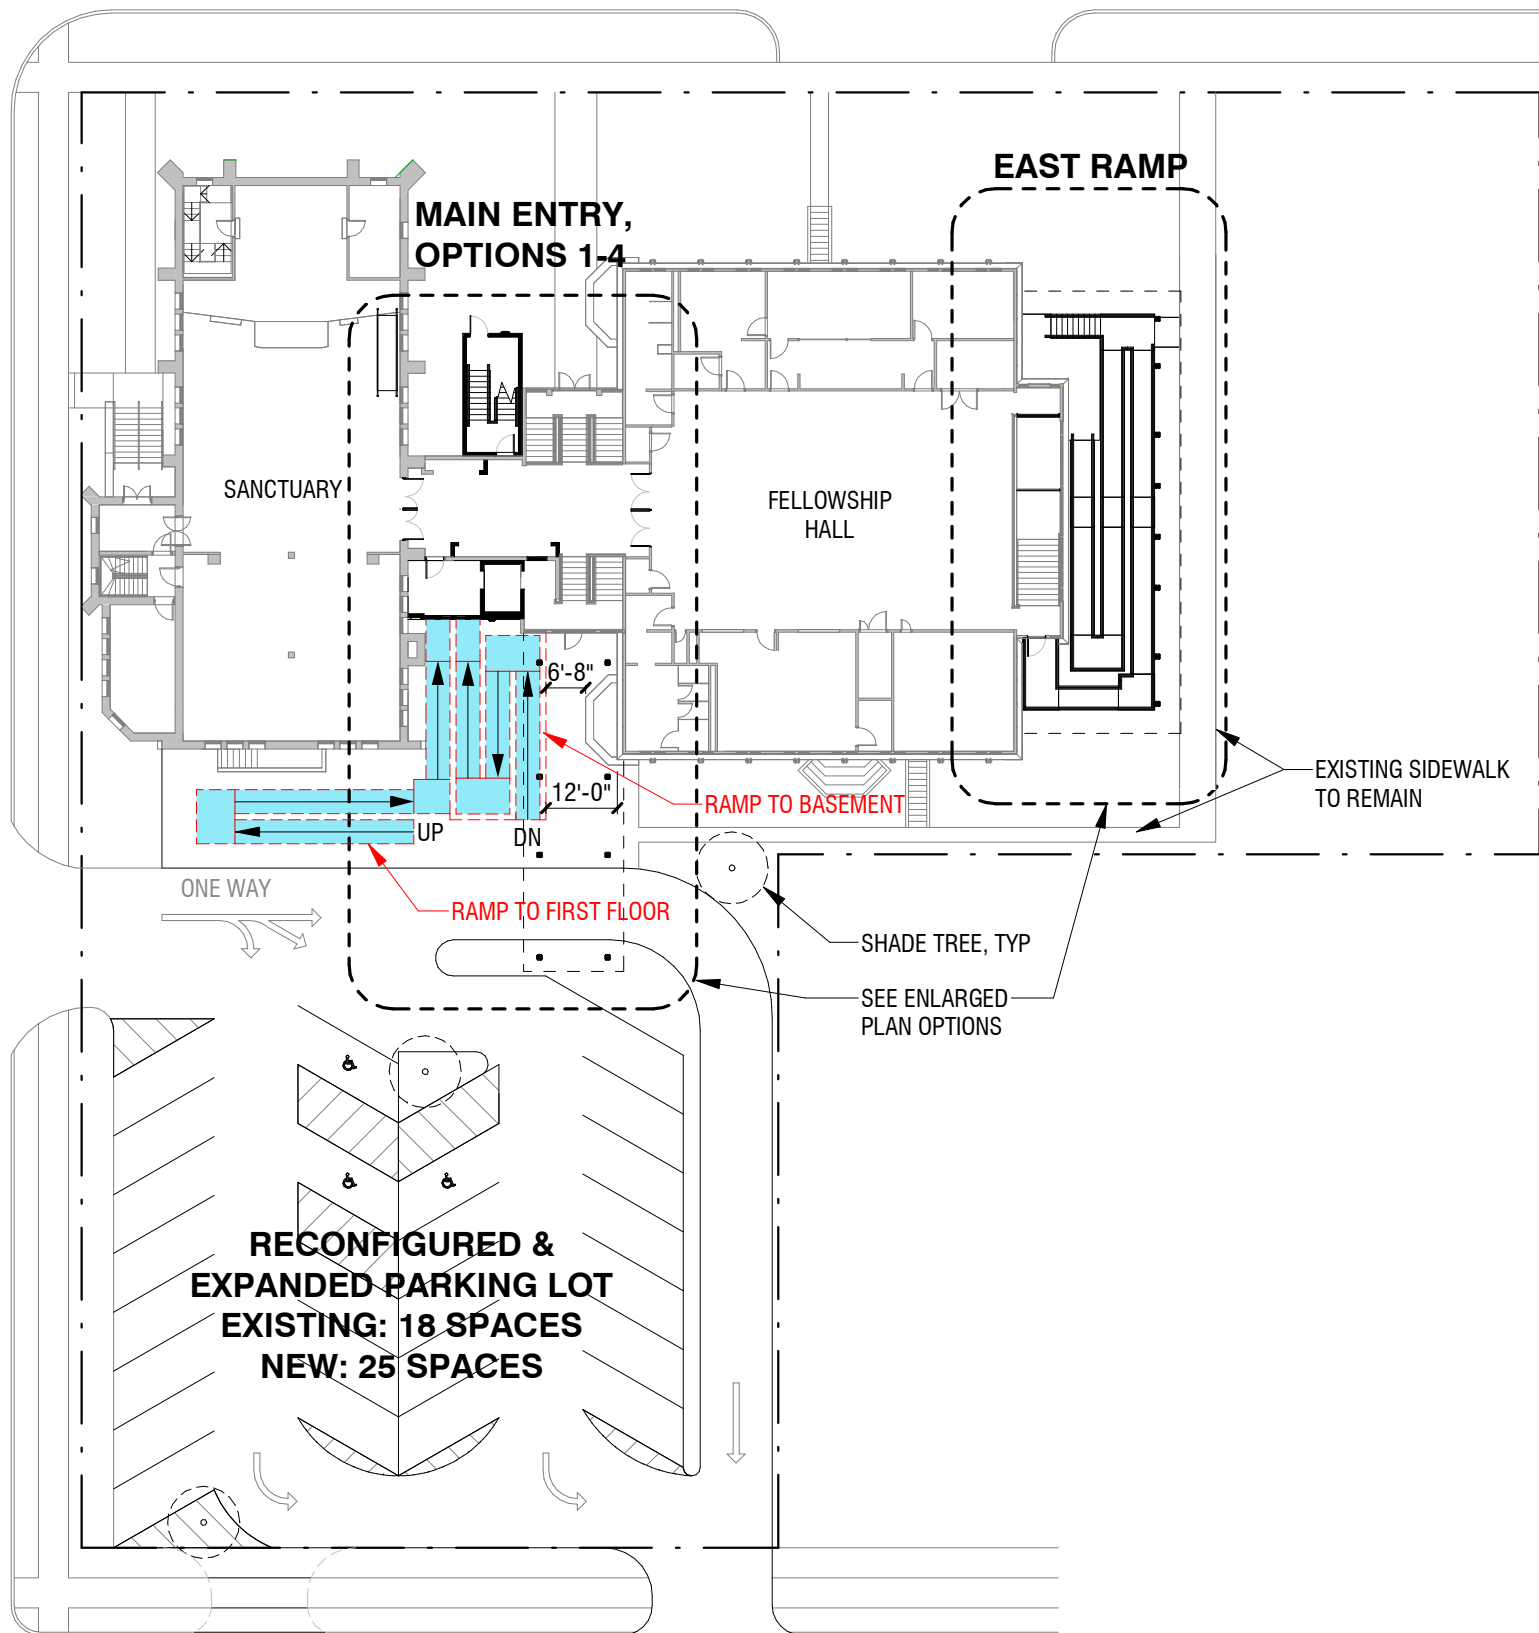 EAST RAMP
MAIN ENTRY,
OPTIONS 1-4
SANCTUARY
FELLOWSHIP
HALL
6'-8"
12'-0"
RAMP TO BASEMENT
EXISTING SIDEWALK
TO REMAIN
UP
DN
ONE WAY
RAMP TO FIRST FLOOR
SHADE TREE, TYP
SEE ENLARGED
PLAN OPTIONS
RECONFIGURED &
EXPANDED PARKING LOT
EXISTING: 18 SPACES
NEW: 25 SPACES